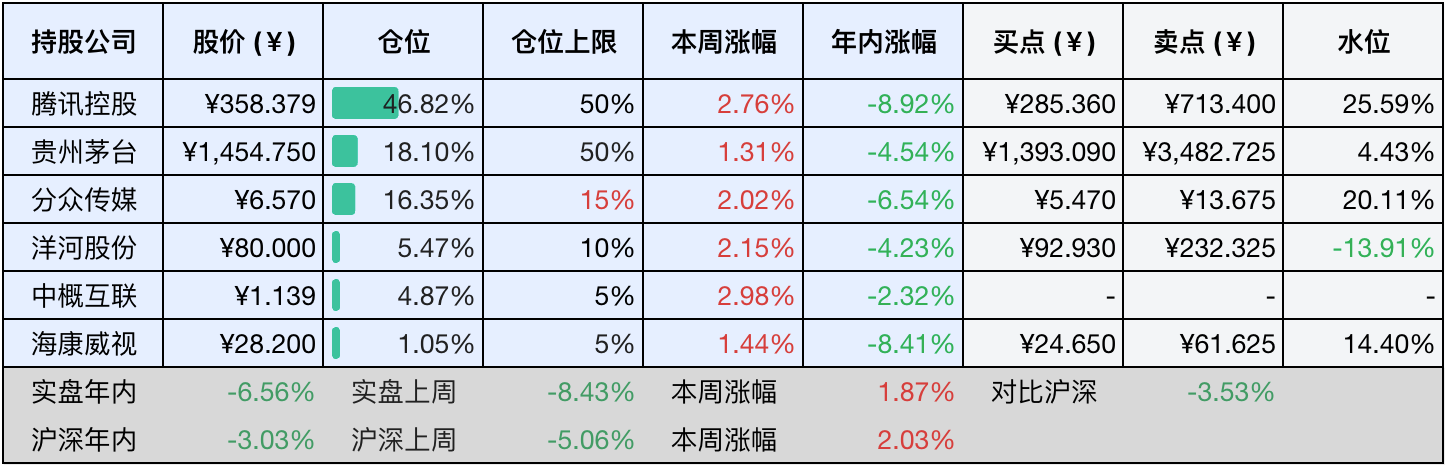 持股公司 股价 (¥) 仓位 仓位上限 本周涨幅 年内涨幅 买点 (¥) 卖点 (¥) 水位
腾讯控股 ¥358.379 46.82% 50% 2.76% -8.92% ¥285.360 ¥713.400 25.59%
贵州茅台 ¥1,454.750 18.10% 50% 1.31% -4.54% ¥1,393.090 ¥3,482.725 4.43%
分众传媒 ¥6.570 16.35% 15% 2.02% -6.54% ¥5.470 ¥13.675 20.11%
洋河股份 ¥80.000 5.47% 10% 2.15% -4.23% ¥92.930 ¥232.325 -13.91%
中概互联 ¥1.139 4.87% 5% 2.98% -2.32% - - -
海康威视 ¥28.200 1.05% 5% 1.44% -8.41% ¥24.650 ¥61.625 14.40%
实盘年内 -6.56% 实盘上周 -8.43% 本周涨幅 1.87% 对比沪深 -3.53%
沪深年内 -3.03% 沪深上周 -5.06% 本周涨幅 2.03%